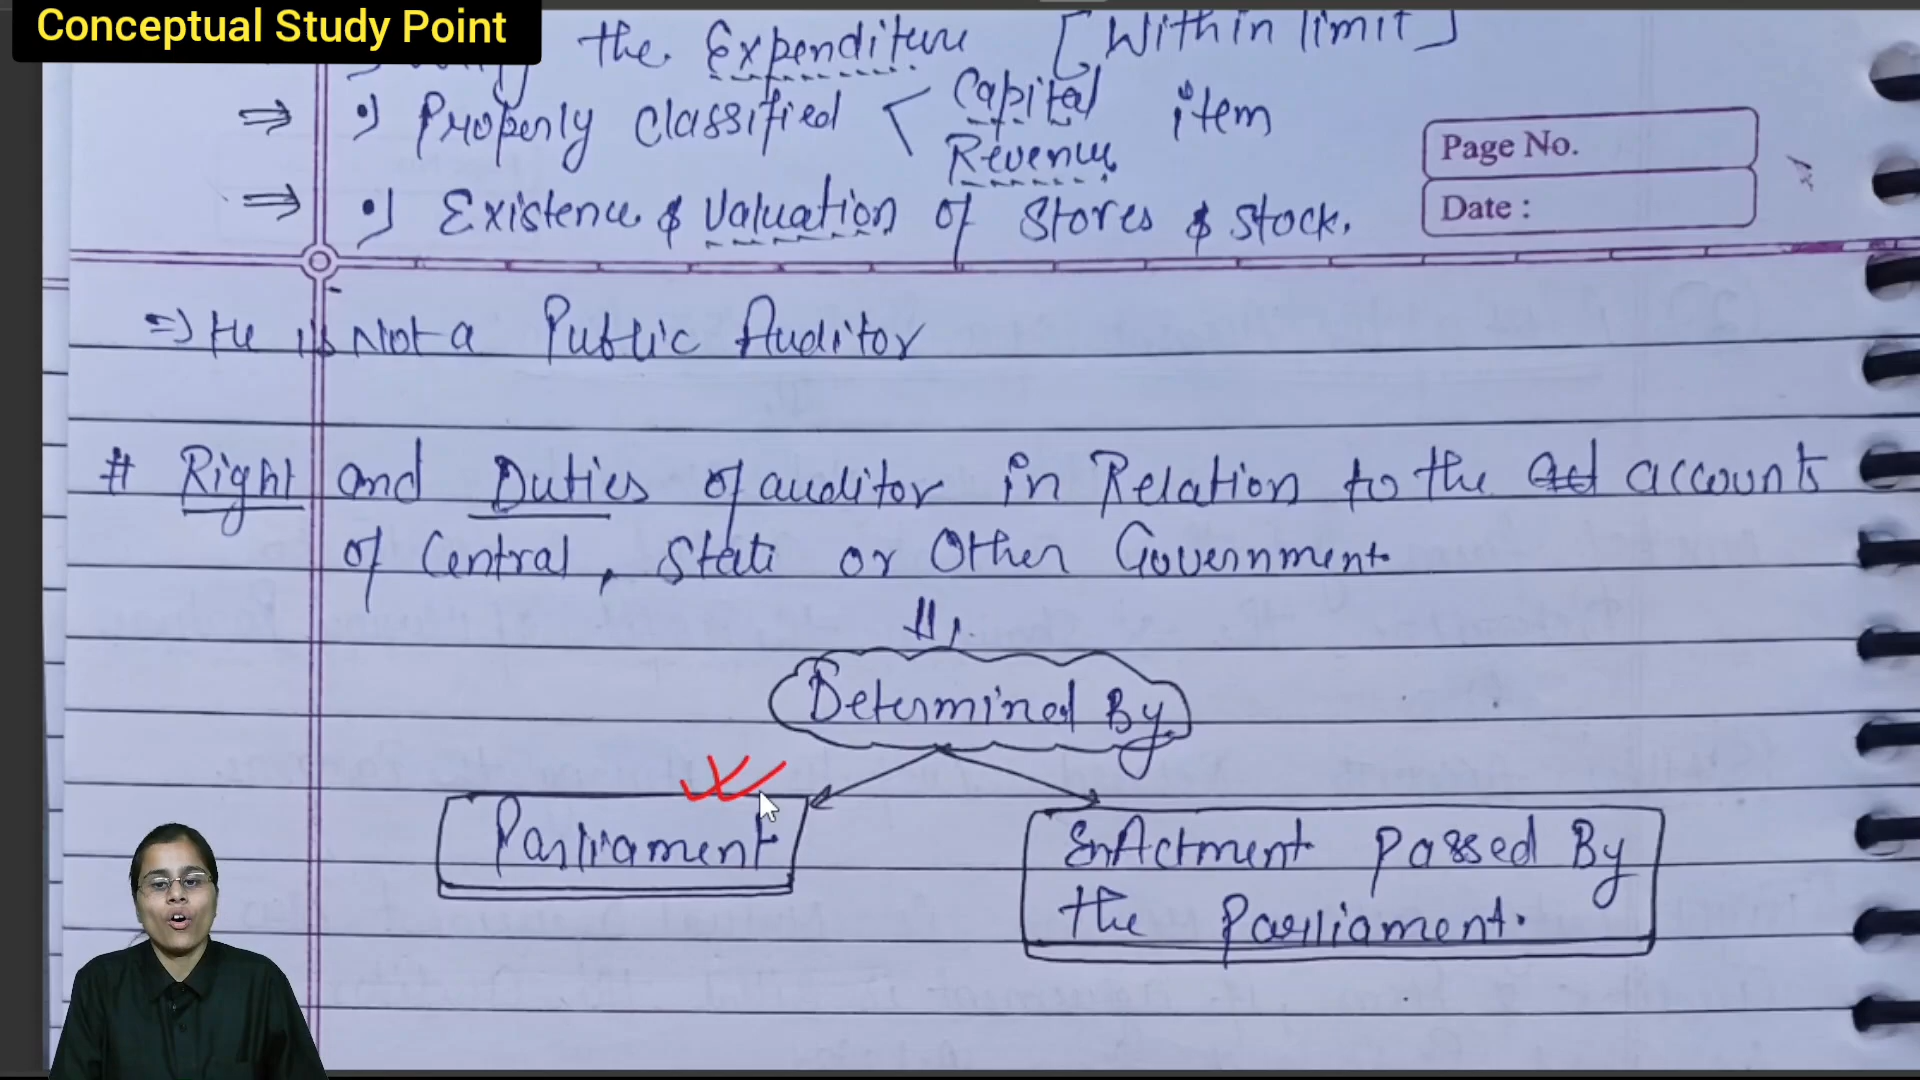 Conceptual Study Point
the Expenditure [Within limit]
⇒ •) Properly classified < Capital item
Revenue
⇒ •) Existence & Valuation of Stores & Stock.
Page No.
Date :
⇒) He is Not a Public Auditor
# Right and Duties of auditor in Relation to the accounts
of Central, State or Other Government.
Determined By
Parliament
EnActment Passed By
the Parliament.